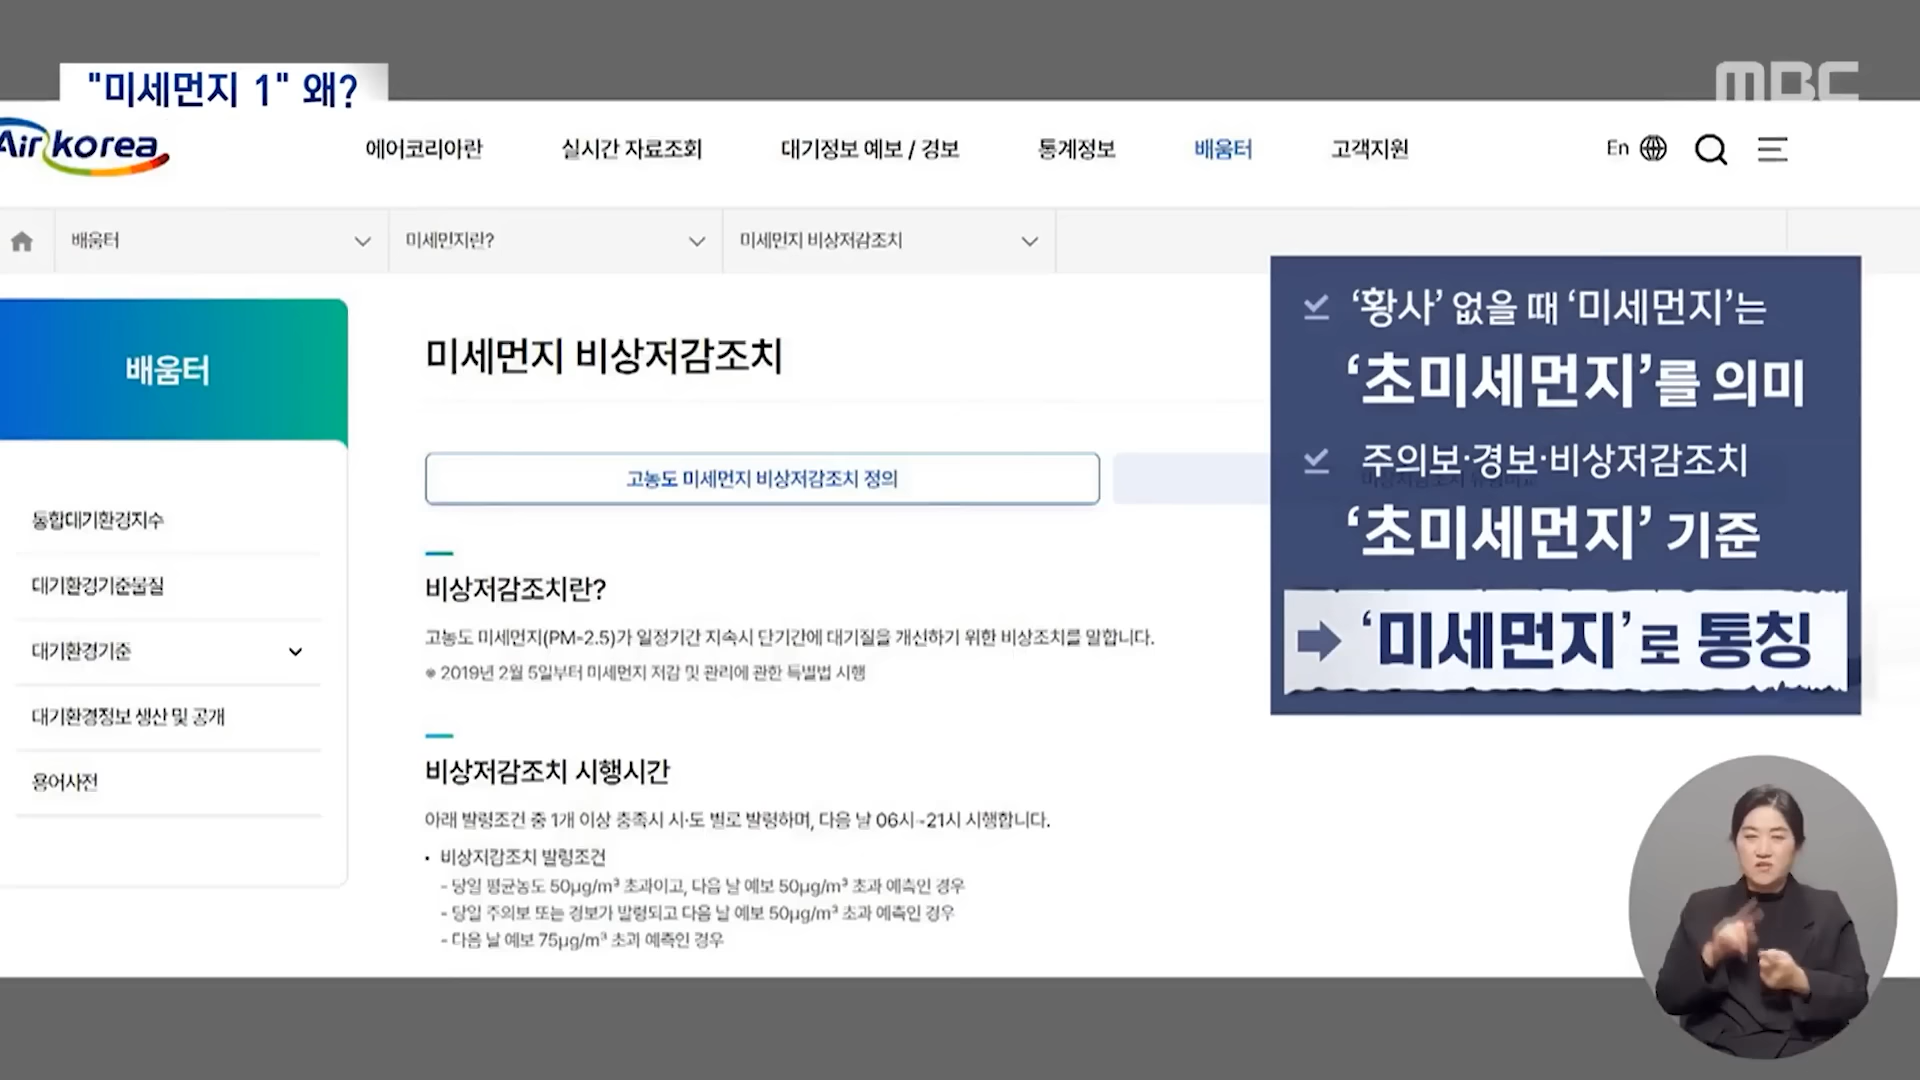 "미세먼지 1" 왜?
MBC
Air korea
에어코리아란 실시간 자료조회 대기정보 예보 / 경보 통계정보 배움터 고객지원 En
배움터 미세먼지란? 미세먼지 비상저감조치
배움터
통합대기환경지수
대기환경기준물질
대기환경기준
대기환경정보 생산 및 공개
용어사전
미세먼지 비상저감조치
고농도 미세먼지 비상저감조치 정의
비상저감조치란?
고농도 미세먼지(PM-2.5)가 일정기간 지속시 단기간에 대기질을 개선하기 위한 비상조치를 말합니다.
※ 2019년 2월 5일부터 미세먼지 저감 및 관리에 관한 특별법 시행
비상저감조치 시행시간
아래 발령조건 중 1개 이상 충족시 시·도 별로 발령하며, 다음 날 06시~21시 시행합니다.
• 비상저감조치 발령조건
- 당일 평균농도 50μg/m³ 초과이고, 다음 날 예보 50μg/m³ 초과 예측인 경우
- 당일 주의보 또는 경보가 발령되고 다음 날 예보 50μg/m³ 초과 예측인 경우
- 다음 날 예보 75μg/m³ 초과 예측인 경우
‘황사’ 없을 때 ‘미세먼지’는
‘초미세먼지’를 의미
주의보·경보·비상저감조치
‘초미세먼지’ 기준
‘미세먼지’로 통칭